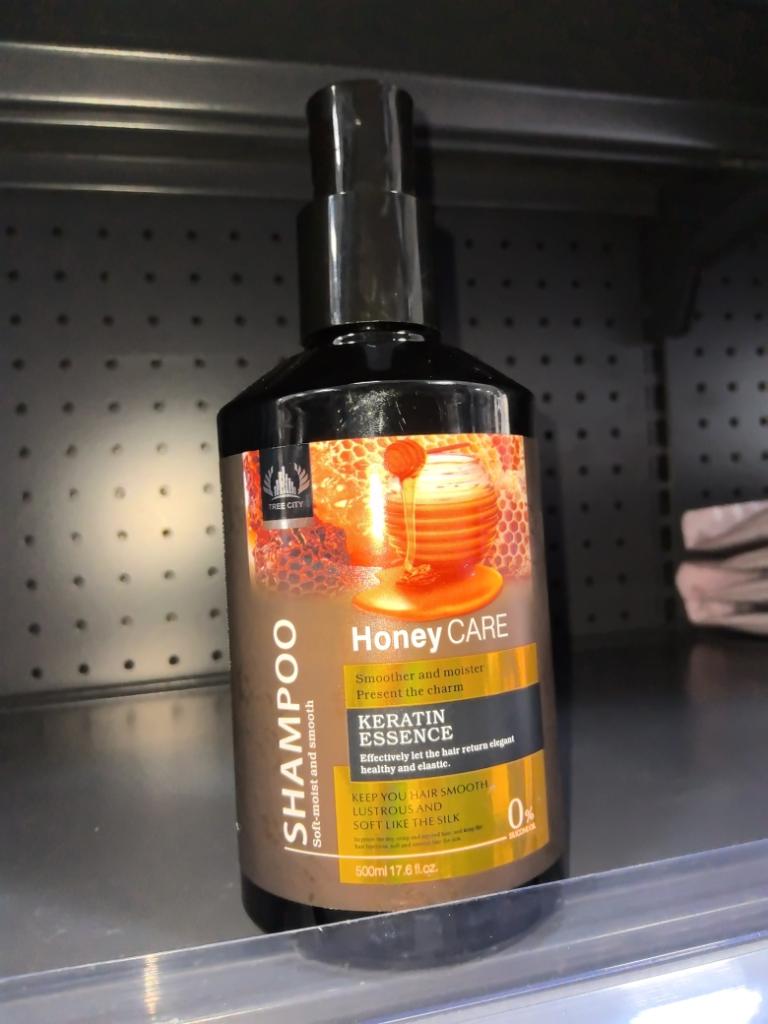 TREE CITY
Honey CARE
SHAMPOO
Soft-moist and smooth
Smoother and moister
Present the charm
KERATIN
ESSENCE
Effectively let the hair return elegant
healthy and elastic.
KEEP YOU HAIR SMOOTH
LUSTROUS AND
SOFT LIKE THE SILK
0%
SILICONE OIL
500ml 17.6 fl.oz.